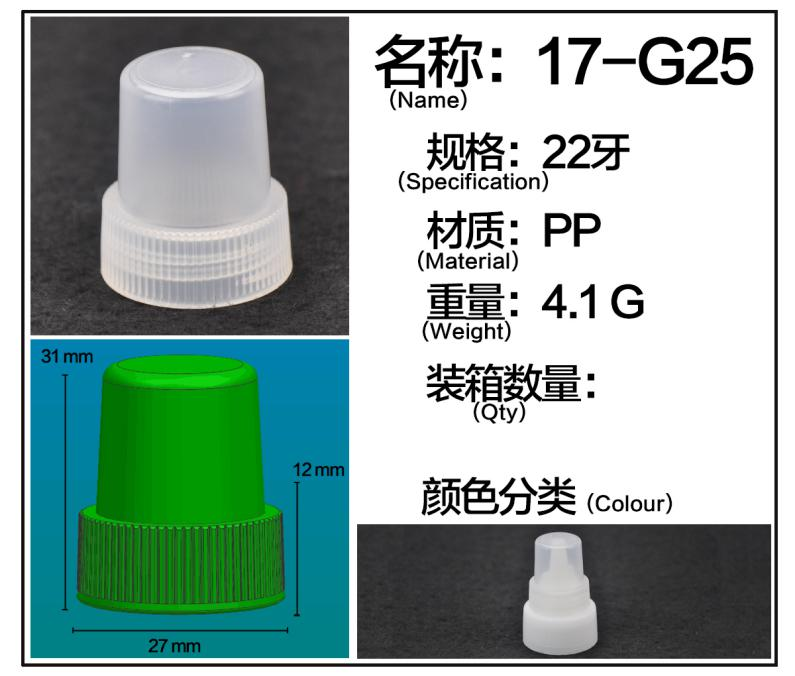 名称：17-G25
(Name)
规格：22牙
(Specification)
材质：PP
(Material)
重量：4.1 G
(Weight)
装箱数量：
(Qty)
颜色分类 (Colour)
31 mm
12 mm
27 mm